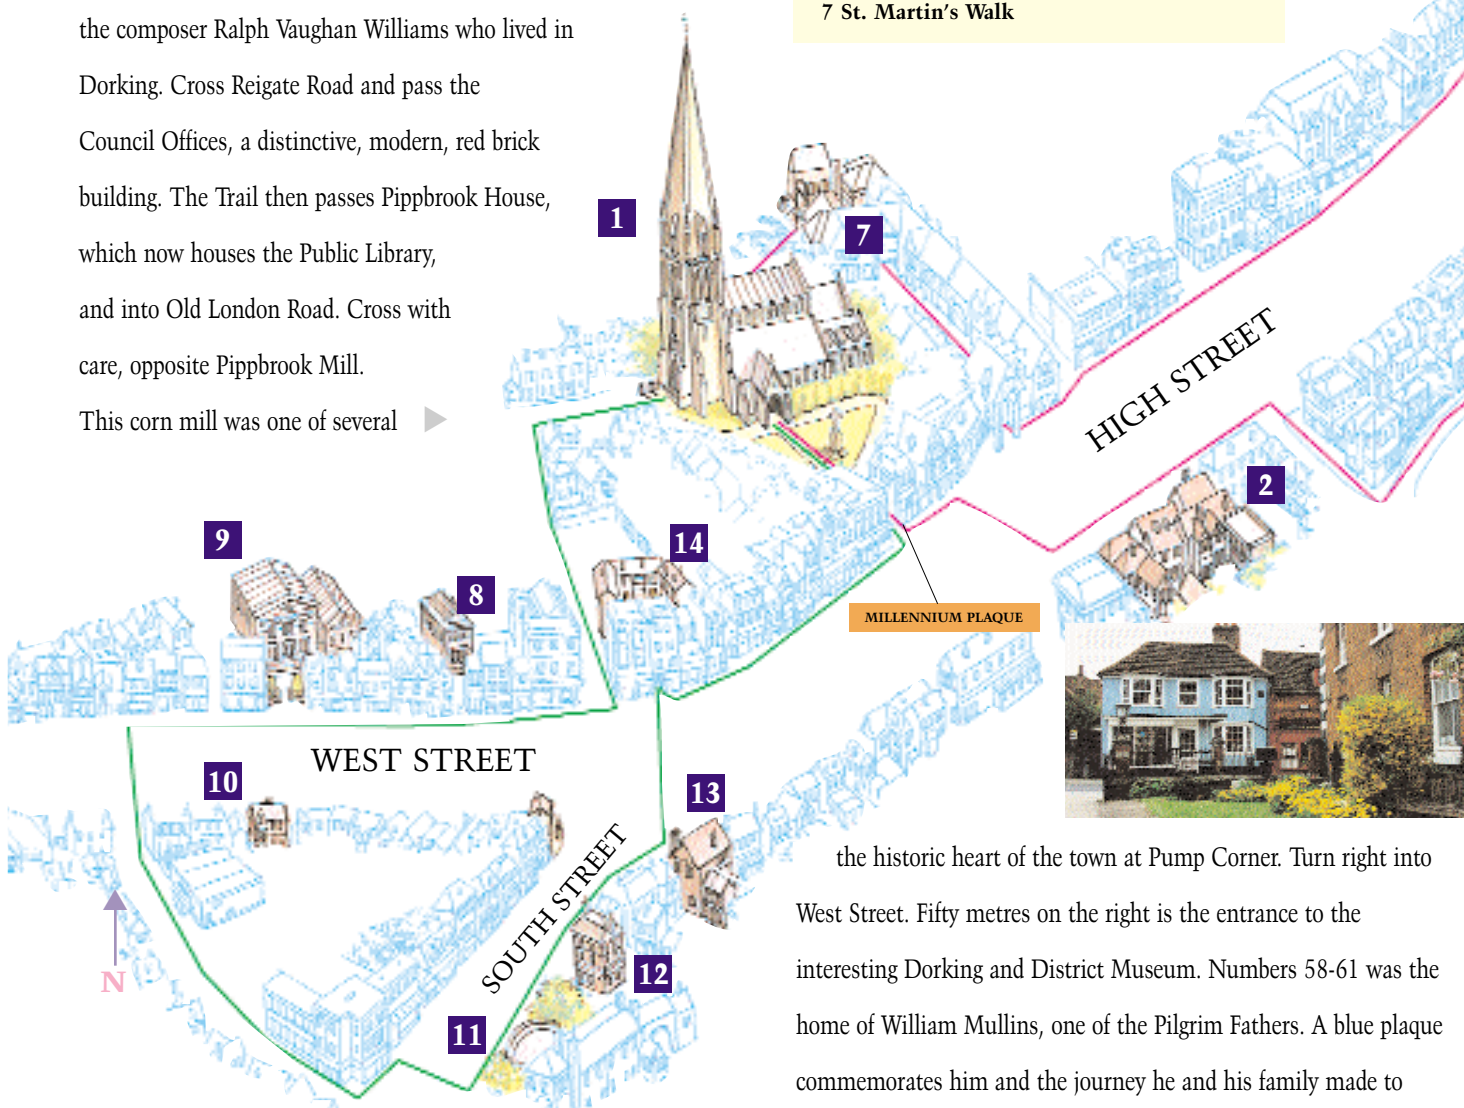 the composer Ralph Vaughan Williams who lived in
Dorking. Cross Reigate Road and pass the
Council Offices, a distinctive, modern, red brick
building. The Trail then passes Pippbrook House,
which now houses the Public Library,
and into Old London Road. Cross with
care, opposite Pippbrook Mill.
This corn mill was one of several
7 St. Martin's Walk
1
7
HIGH STREET
2
9
8
14
MILLENNIUM PLAQUE
WEST STREET
10
13
SOUTH STREET
N
12
11
the historic heart of the town at Pump Corner. Turn right into
West Street. Fifty metres on the right is the entrance to the
interesting Dorking and District Museum. Numbers 58-61 was the
home of William Mullins, one of the Pilgrim Fathers. A blue plaque
commemorates him and the journey he and his family made to